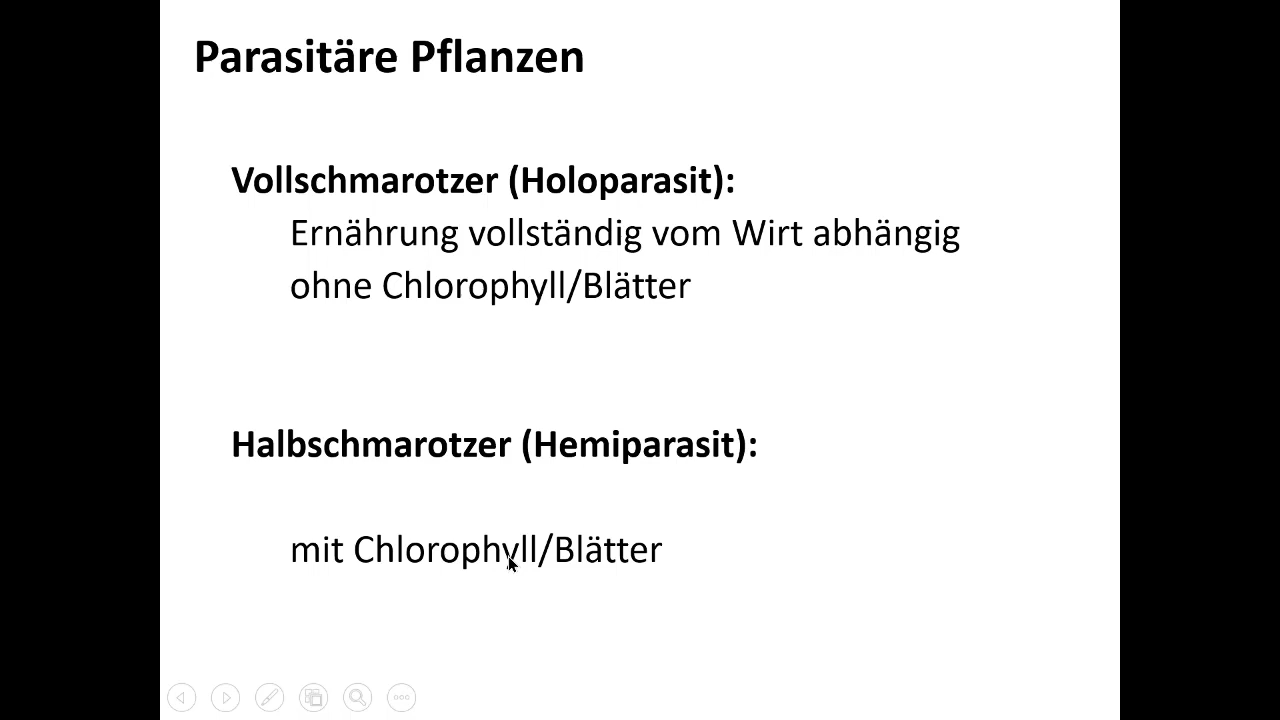 Parasitäre Pflanzen
Vollschmarotzer (Holoparasit):
Ernährung vollständig vom Wirt abhängig
ohne Chlorophyll/Blätter
Halbschmarotzer (Hemiparasit):
mit Chlorophyll/Blätter